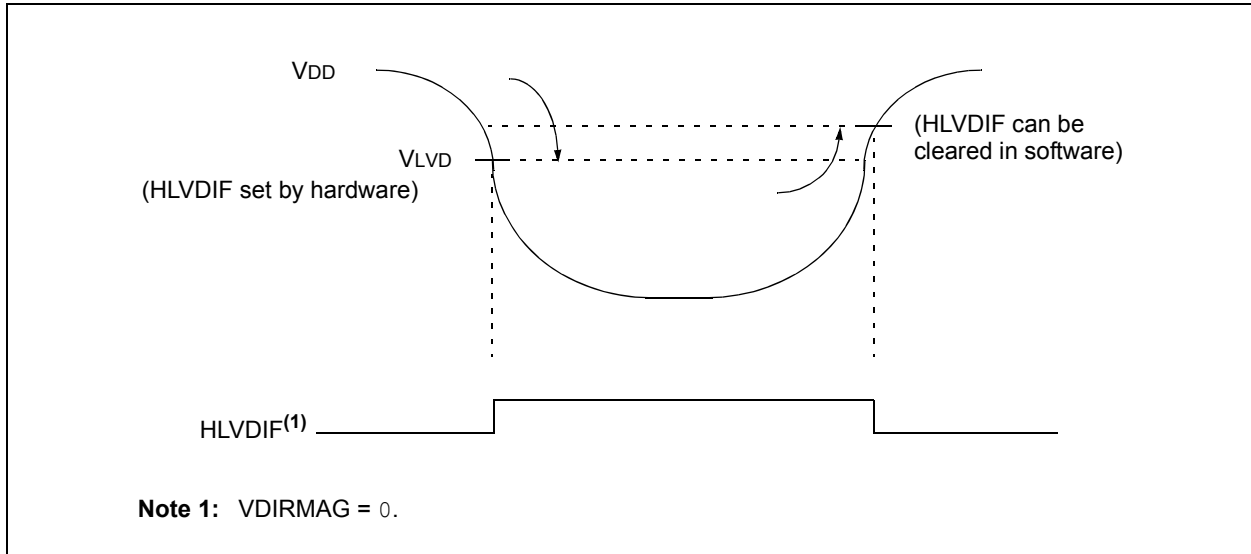 VDD
VLVD
(HLVDIF set by hardware)
(HLVDIF can be
cleared in software)
HLVDIF(1)
Note 1: VDIRMAG = 0.